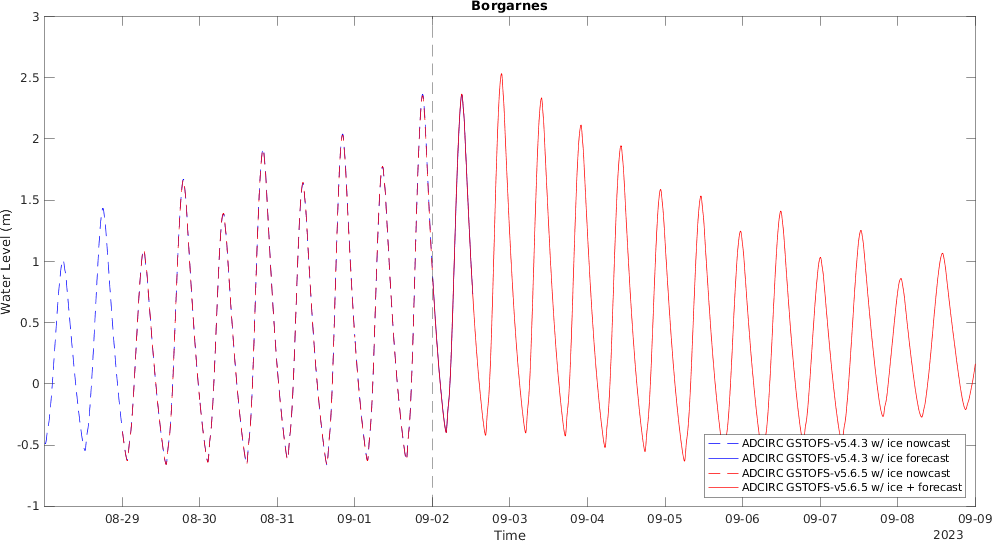 Borgarnes
Water Level (m)
3
2.5
2
1.5
1
0.5
0
-0.5
-1
ADCIRC GSTOFS-v5.4.3 w/ ice nowcast
ADCIRC GSTOFS-v5.4.3 w/ ice forecast
ADCIRC GSTOFS-v5.6.5 w/ ice nowcast
ADCIRC GSTOFS-v5.6.5 w/ ice + forecast
08-29 08-30 08-31 09-01 09-02 09-03 09-04 09-05 09-06 09-07 09-08 09-09
Time
2023